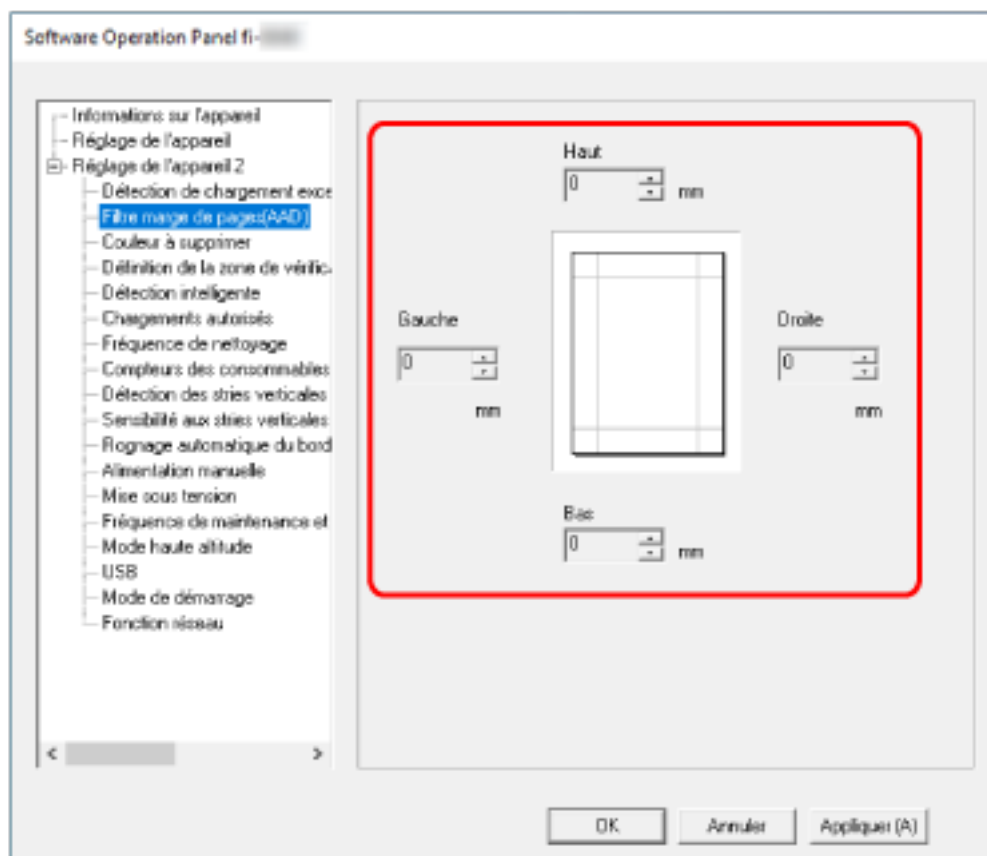 Software Operation Panel fi-
Informations sur l'appareil
Réglage de l'appareil
Réglage de l'appareil 2
Détection de chargement exce
Filtre marge de pages(AAD)
Couleur à supprimer
Définition de la zone de vérific
Détection intelligente
Chargements autorisés
Fréquence de nettoyage
Compteurs des consommables
Détection des stries verticales
Sensibilité aux stries verticales
Rognage automatique du bord
Alimentation manuelle
Mise sous tension
Fréquence de maintenance et
Mode haute altitude
USB
Mode de démarrage
Fonction réseau
Haut
0 mm
Gauche
0
mm
Droite
0
mm
Bas
0 mm
OK
Annuler
Appliquer (A)